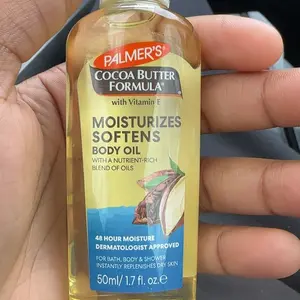 PALMER'S®
COCOA BUTTER
FORMULA®
with Vitamin E
MOISTURIZES
SOFTENS
BODY OIL
WITH A NUTRIENT-RICH
BLEND OF OILS
48 HOUR MOISTURE
DERMATOLOGIST APPROVED
FOR BATH, BODY & SHOWER
INSTANTLY REPLENISHES DRY SKIN
50ml/1.7 fl. oz. ℮